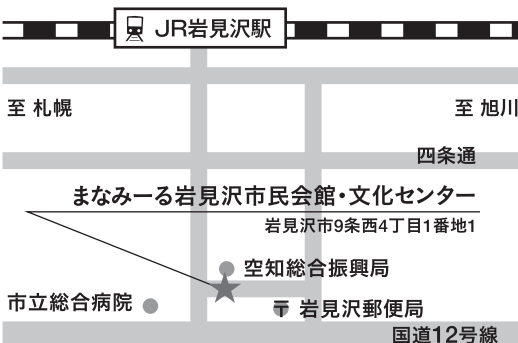 JR岩見沢駅
至 札幌
至 旭川
四条通
まなみーる岩見沢市民会館・文化センター
岩見沢市9条西4丁目1番地1
空知総合振興局
市立総合病院
〒 岩見沢郵便局
国道12号線